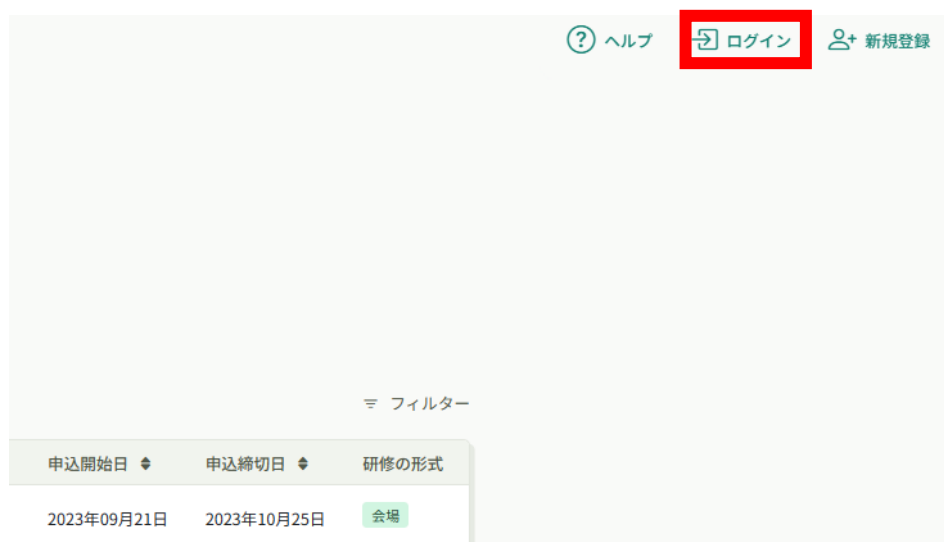 ヘルプ ログイン 新規登録
フィルター
申込開始日 申込締切日 研修の形式
2023年09月21日 2023年10月25日 会場